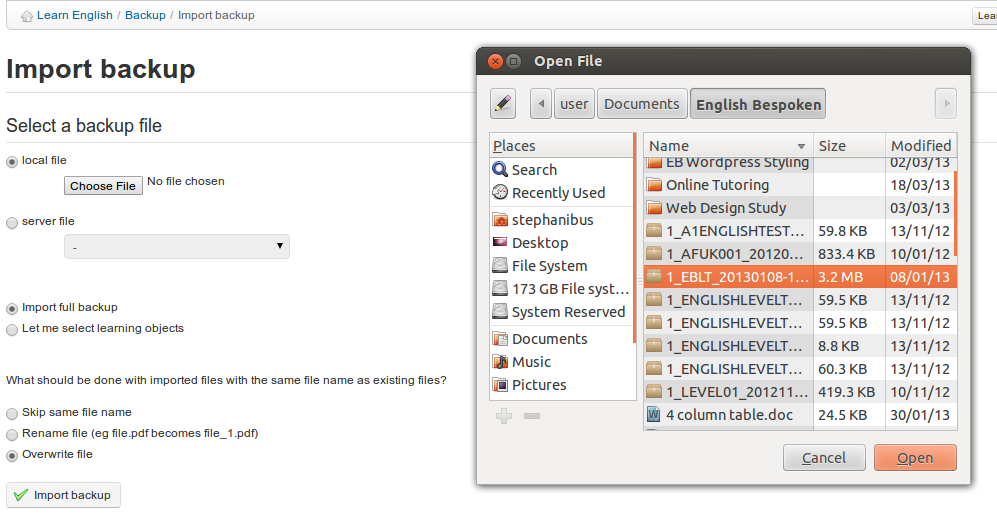 Learn English / Backup / Import backup
Lear
Import backup
Select a backup file
local file
Choose File No file chosen
server file
-
Import full backup
Let me select learning objects
What should be done with imported files with the same file name as existing files?
Skip same file name
Rename file (eg file.pdf becomes file_1.pdf)
Overwrite file
Import backup
Open File
user Documents English Bespoken
Places
Search
Recently Used
stephanibus
Desktop
File System
173 GB File syst...
System Reserved
Documents
Music
Pictures
Name Size Modified
EB Wordpress Styling 02/03/13
Online Tutoring 18/03/13
Web Design Study 03/03/13
1_A1ENGLISHTEST... 59.8 KB 13/11/12
1_AFUK001_20120... 833.4 KB 10/01/12
1_EBLT_20130108-1... 3.2 MB 08/01/13
1_ENGLISHLEVELT... 59.5 KB 13/11/12
1_ENGLISHLEVELT... 59.5 KB 13/11/12
1_ENGLISHLEVELT... 8.8 KB 13/11/12
1_ENGLISHLEVELT... 60.3 KB 13/11/12
1_LEVEL01_201211... 419.3 KB 10/11/12
4 column table.doc 24.5 KB 30/01/13
Cancel Open